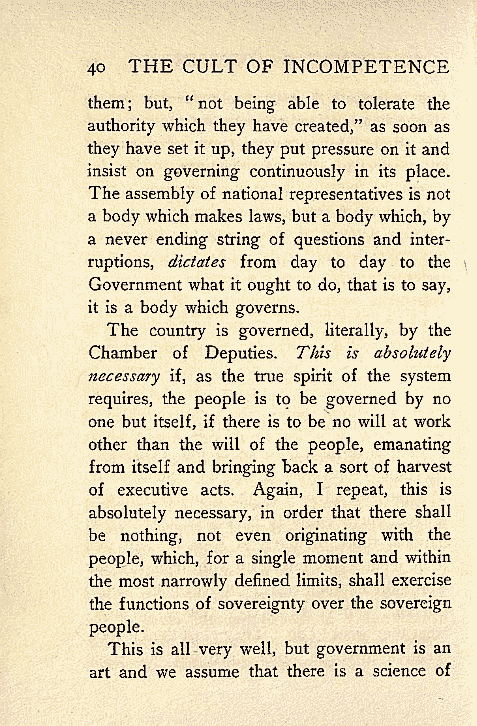 40 THE CULT OF INCOMPETENCE
them; but, "not being able to tolerate the
authority which they have created," as soon as
they have set it up, they put pressure on it and
insist on governing continuously in its place.
The assembly of national representatives is not
a body which makes laws, but a body which, by
a never ending string of questions and inter-
ruptions, dictates from day to day to the
Government what it ought to do, that is to say,
it is a body which governs.
The country is governed, literally, by the
Chamber of Deputies. This is absolutely
necessary if, as the true spirit of the system
requires, the people is to be governed by no
one but itself, if there is to be no will at work
other than the will of the people, emanating
from itself and bringing back a sort of harvest
of executive acts. Again, I repeat, this is
absolutely necessary, in order that there shall
be nothing, not even originating with the
people, which, for a single moment and within
the most narrowly defined limits, shall exercise
the functions of sovereignty over the sovereign
people.
This is all very well, but government is an
art and we assume that there is a science of